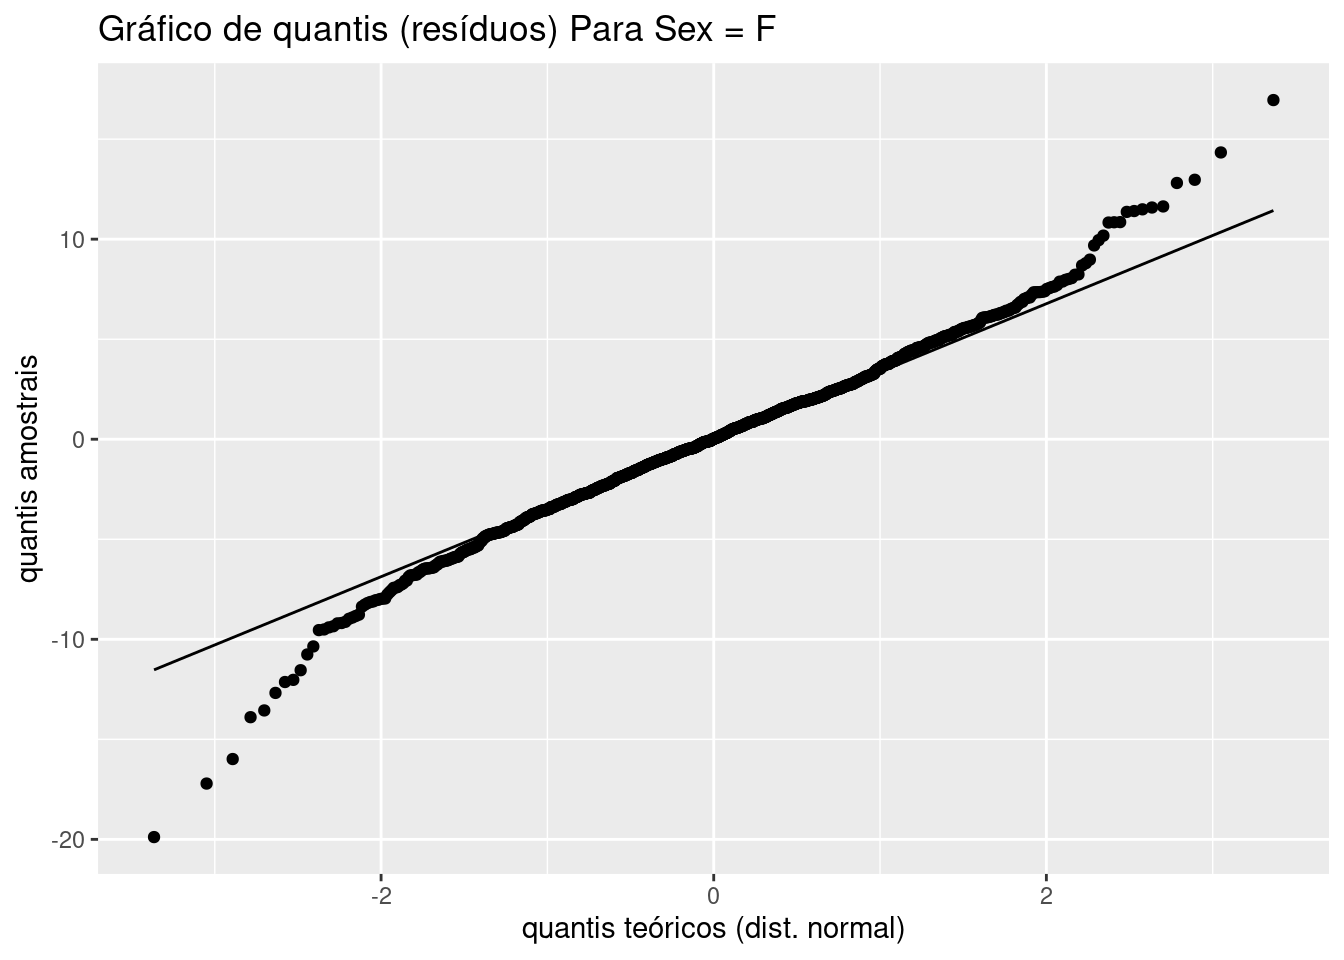 Gráfico de quantis (resíduos) Para Sex = F
quantis amostrais
10
0
-10
-20
-2
0
2
quantis teóricos (dist. normal)